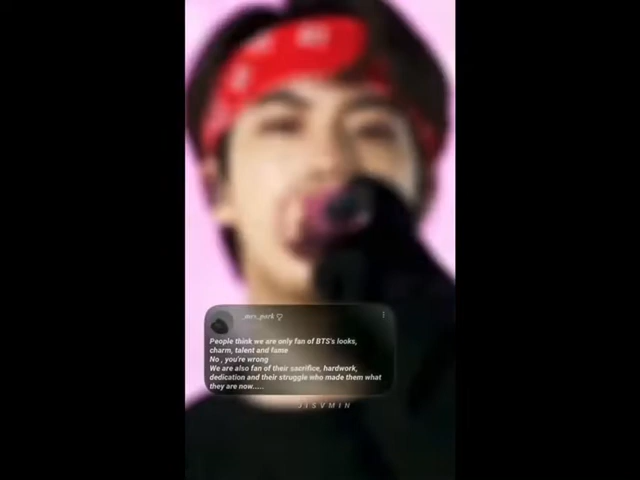 _mrs_park ♡
People think we are only fan of BTS's looks,
charm, talent and fame
No , you're wrong
We are also fan of their sacrifice, hardwork,
dedication and their struggle who made them what
they are now.....
JISVMIN